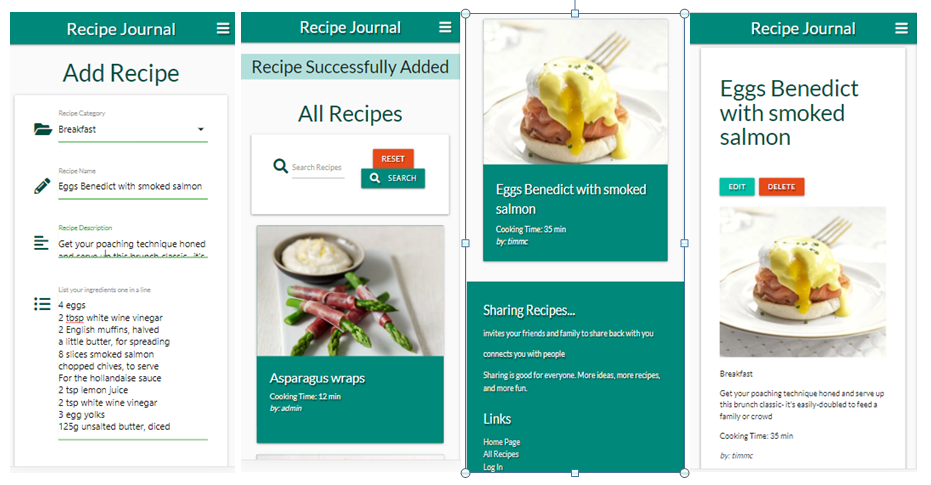 Recipe Journal
Add Recipe
Recipe Category
Breakfast
Recipe Name
Eggs Benedict with smoked salmon
Recipe Description
Get your poaching technique honed
and serve up this brunch classic- it's
List your ingredients one in a line
4 eggs
2 tbsp white wine vinegar
2 English muffins, halved
a little butter, for spreading
8 slices smoked salmon
chopped chives, to serve
For the hollandaise sauce
2 tsp lemon juice
2 tsp white wine vinegar
3 egg yolks
125g unsalted butter, diced
Recipe Journal
Recipe Successfully Added
All Recipes
Search Recipes
RESET
SEARCH
Asparagus wraps
Cooking Time: 12 min
by: admin
Eggs Benedict with smoked
salmon
Cooking Time: 35 min
by: timmc
Sharing Recipes...
invites your friends and family to share back with you
connects you with people
Sharing is good for everyone. More ideas, more recipes,
and more fun.
Links
Home Page
All Recipes
Log In
Recipe Journal
Eggs Benedict
with smoked
salmon
EDIT
DELETE
Breakfast
Get your poaching technique honed and serve up
this brunch classic- it's easily-doubled to feed a
family or crowd
Cooking Time: 35 min
by: timmc